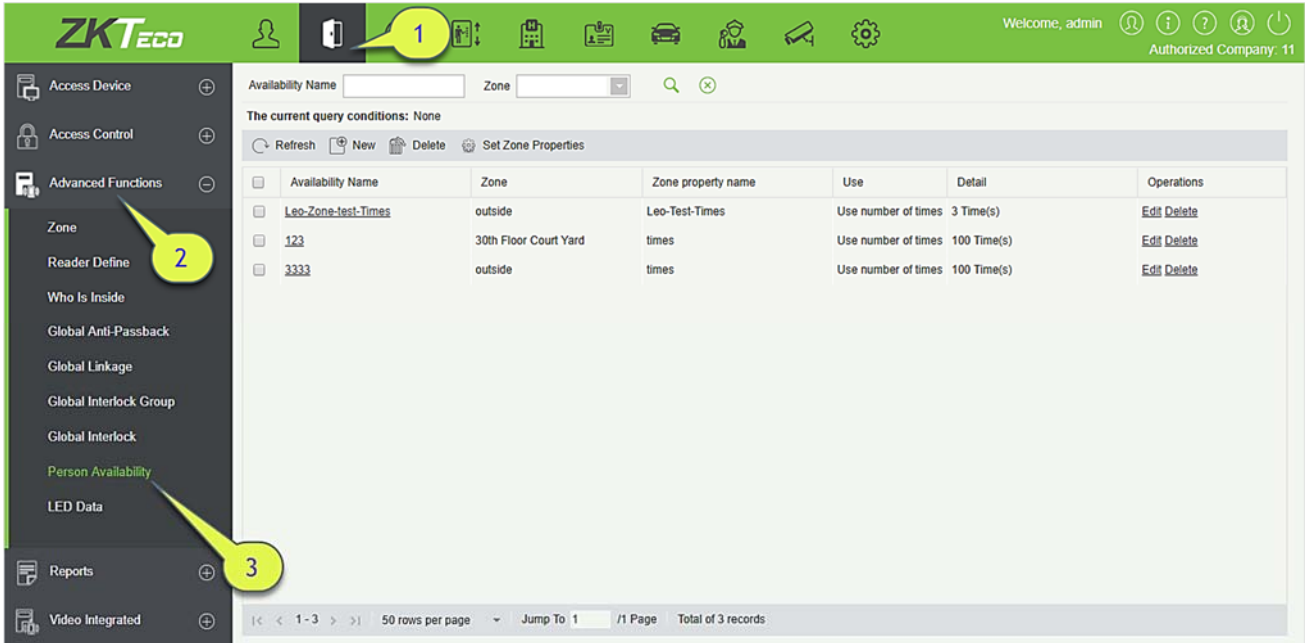 ZKTeco
1
Welcome, admin
Authorized Company: 11
Access Device
Access Control
Advanced Functions
2
Zone
Reader Define
Who Is Inside
Global Anti-Passback
Global Linkage
Global Interlock Group
Global Interlock
Person Availability
LED Data
3
Reports
Video Integrated
Availability Name Zone
The current query conditions: None
Refresh New Delete Set Zone Properties
Availability Name Zone Zone property name Use Detail Operations
Leo-Zone-test-Times outside Leo-Test-Times Use number of times 3 Time(s) Edit Delete
123 30th Floor Court Yard times Use number of times 100 Time(s) Edit Delete
3333 outside times Use number of times 100 Time(s) Edit Delete
|< < 1-3 > >| 50 rows per page Jump To 1 /1 Page Total of 3 records